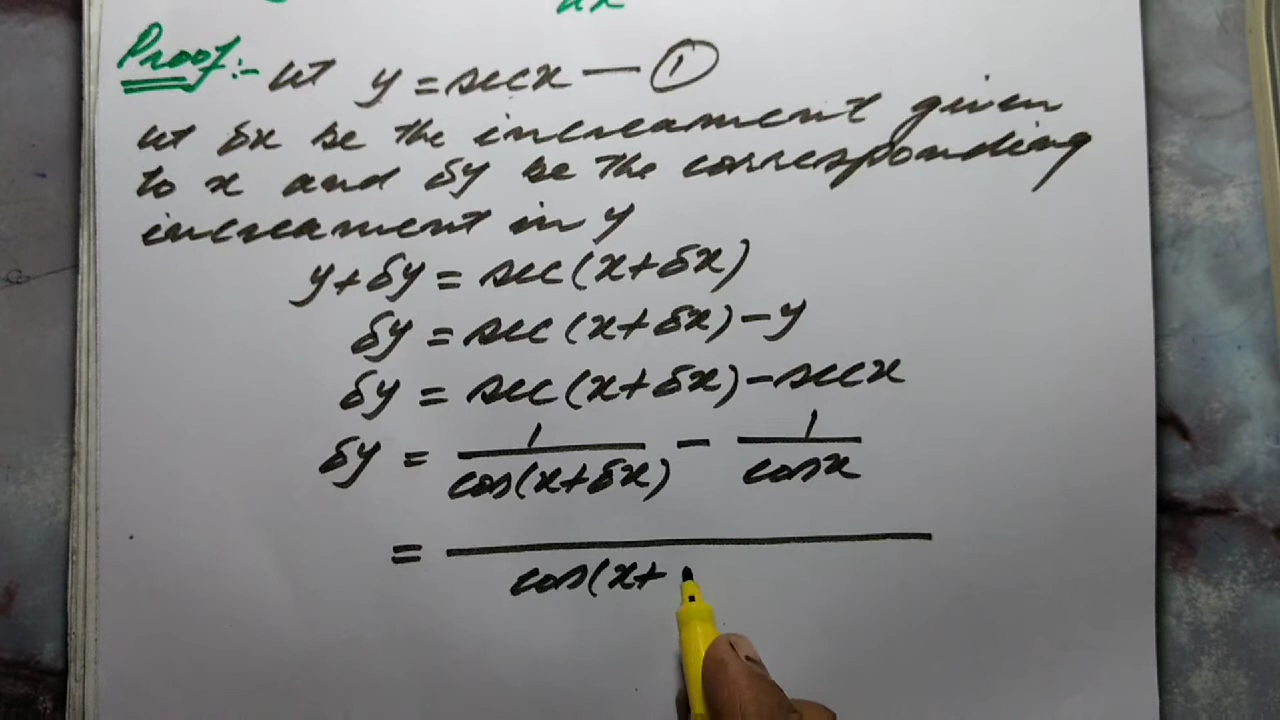 dx
Proof:- Let y = secx — ①
Let δx be the increament given
to x and δy be the corresponding
increament in y
y+δy = sec(x+δx)
δy = sec(x+δx)-y
δy = sec(x+δx)-secx
δy = 1/cos(x+δx) - 1/cosx
= cos(x+